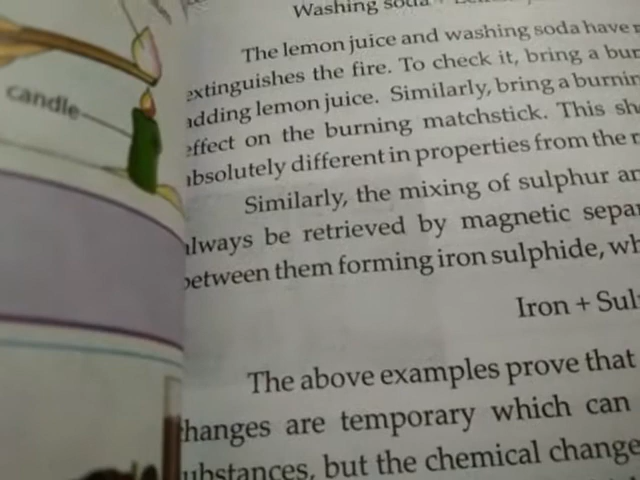 candle
Washing soda +
The lemon juice and washing soda have
extinguishes the fire. To check it, bring a bur
adding lemon juice. Similarly, bring a burnin
effect on the burning matchstick. This sh
absolutely different in properties from the r
Similarly, the mixing of sulphur an
always be retrieved by magnetic sepa
between them forming iron sulphide, wh
Iron + Sul
The above examples prove that
changes are temporary which can
substances, but the chemical change